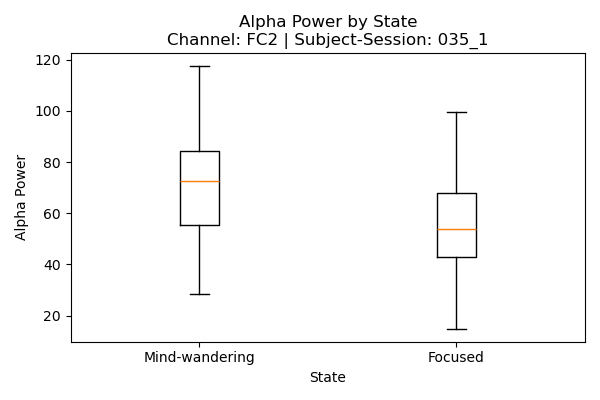 Alpha Power by State
Channel: FC2 | Subject-Session: 035_1
120
100
80
60
40
20
Alpha Power
Mind-wandering
Focused
State